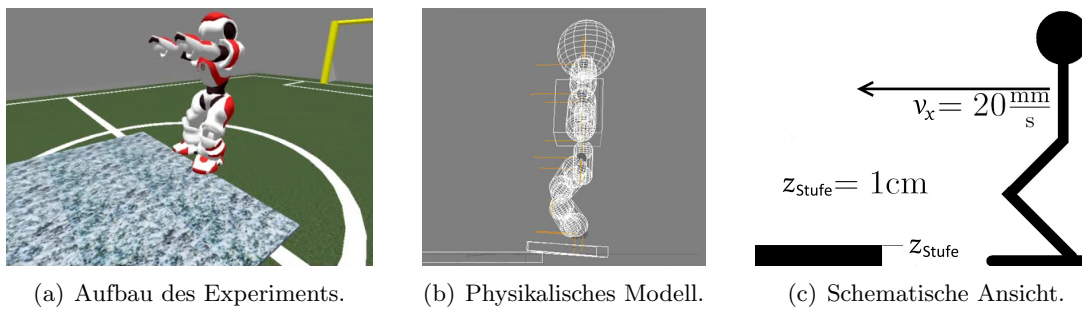 v_x = 20 mm/s
z_Stufe = 1cm
z_Stufe
(a) Aufbau des Experiments.
(b) Physikalisches Modell.
(c) Schematische Ansicht.